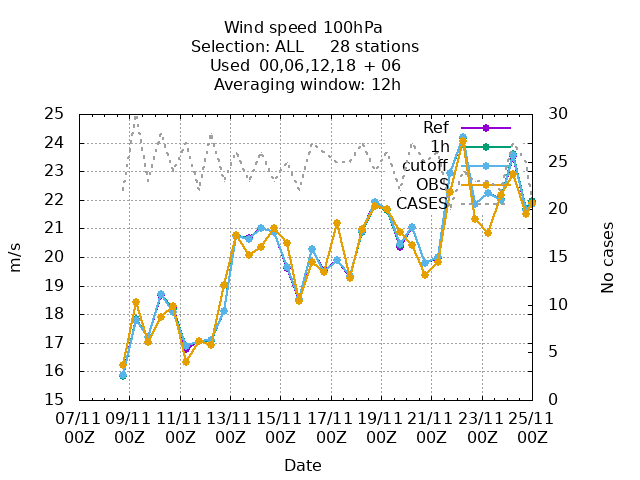 Wind speed 100hPa
Selection: ALL 28 stations
Used 00,06,12,18 + 06
Averaging window: 12h
25
24
23
22
21
20
19
18
17
16
15
m/s
30
25
20
15
10
5
0
No cases
Ref
1h
cutoff
OBS
CASES
07/11 09/11 11/11 13/11 15/11 17/11 19/11 21/11 23/11 25/11
00Z 00Z 00Z 00Z 00Z 00Z 00Z 00Z 00Z 00Z
Date